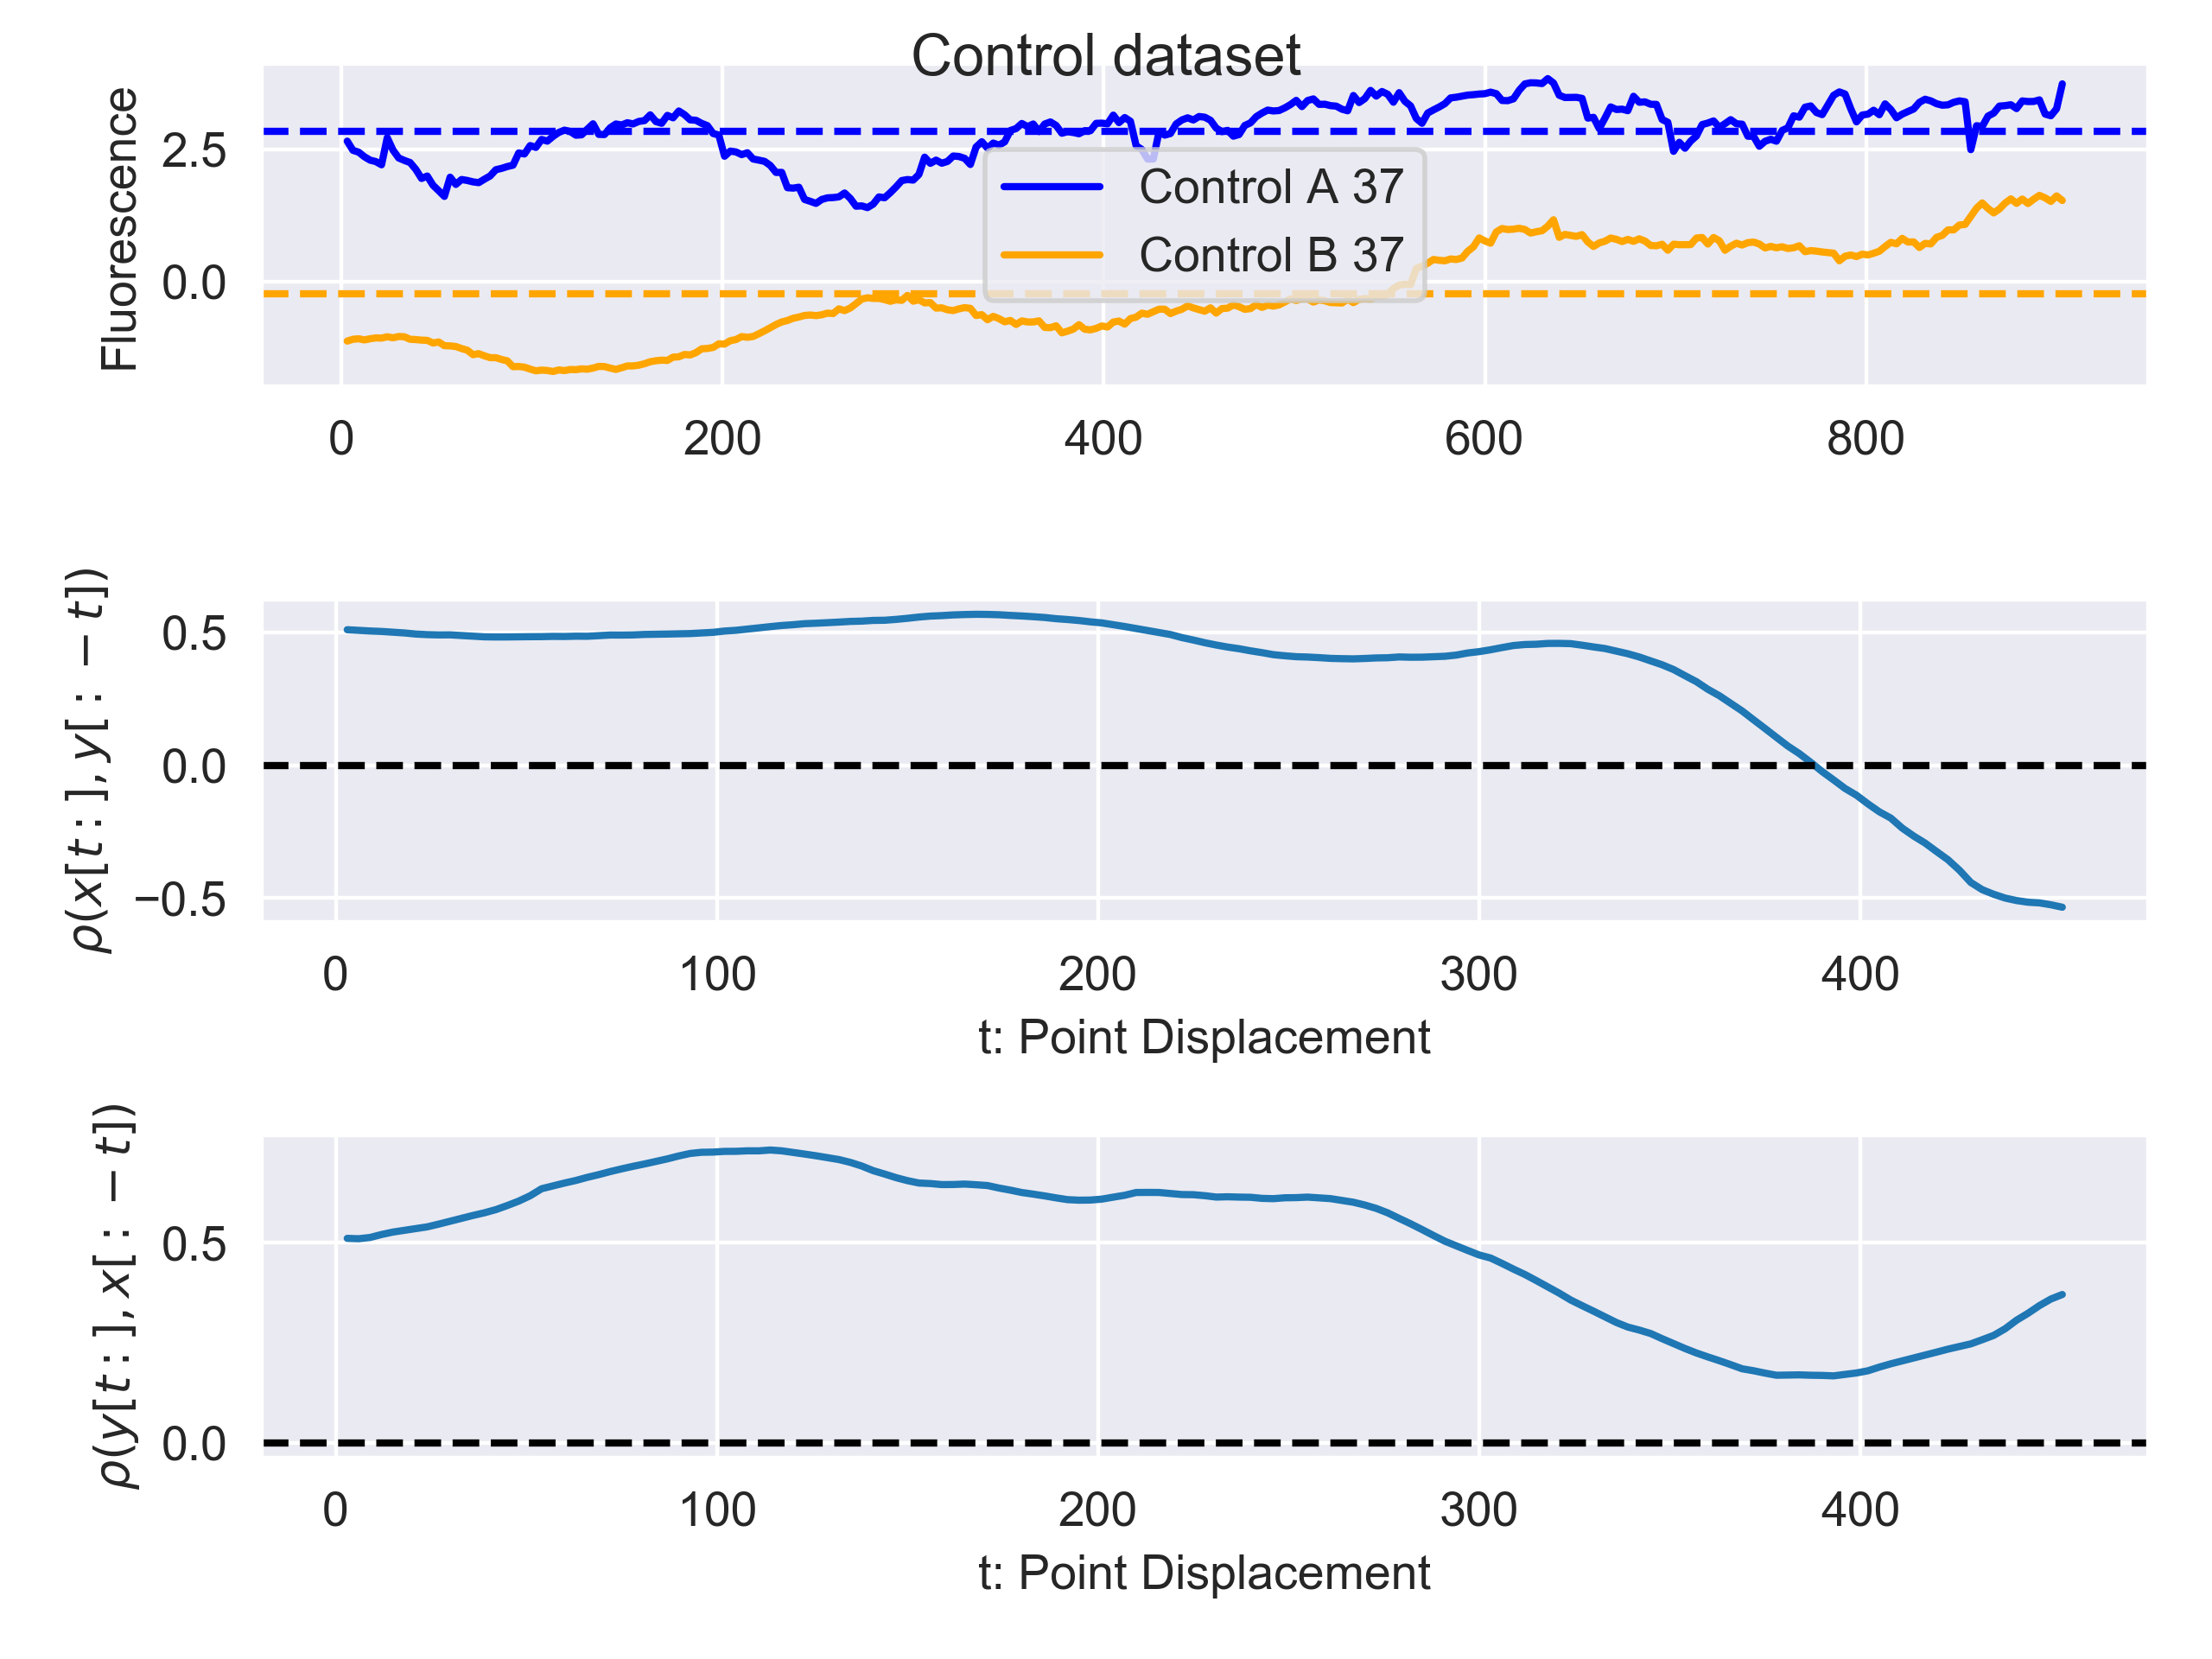 Control dataset
Fluorescence
2.5
0.0
Control A 37
Control B 37
0 200 400 600 800
ρ(x[t:], y[: − t])
0.5
0.0
−0.5
0 100 200 300 400
t: Point Displacement
ρ(y[t:], x[: − t])
0.5
0.0
0 100 200 300 400
t: Point Displacement